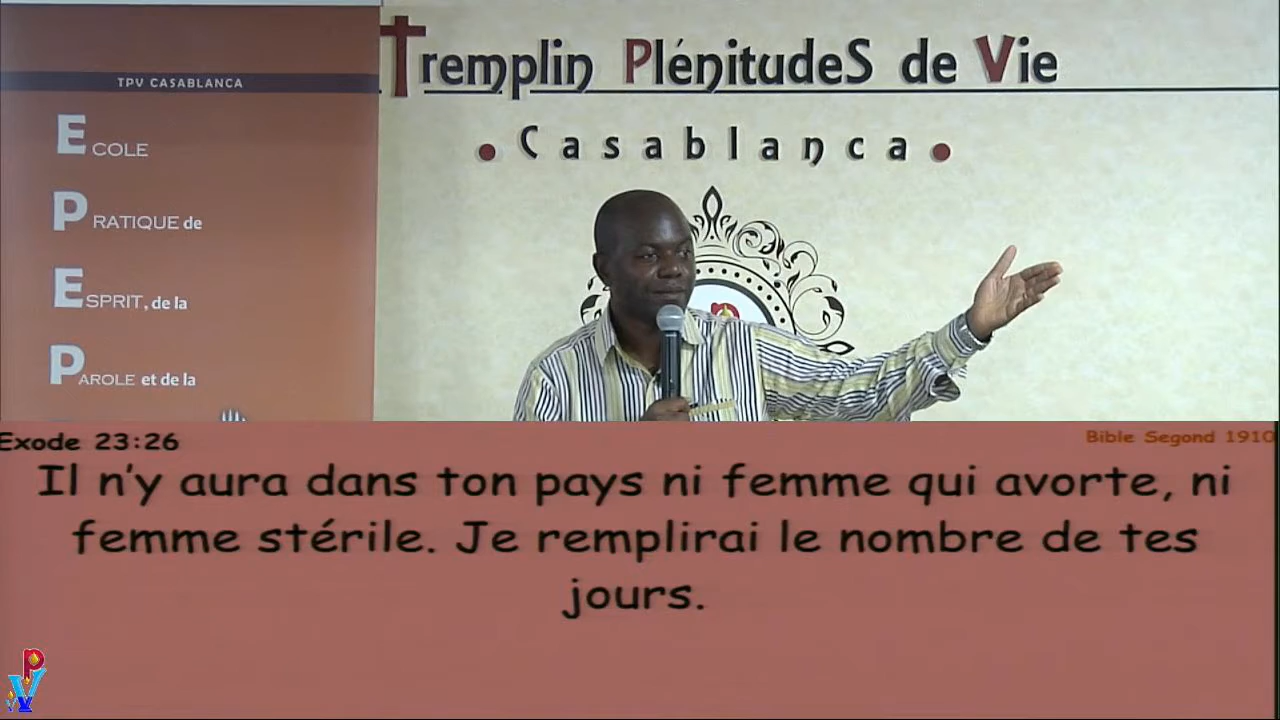 TPV CASABLANCA
ECOLE
PRATIQUE de
ESPRIT, de la
PAROLE et de la
Tremplin PlénitudeS de Vie
• Casablanca •
Exode 23:26
Bible Segond 1910
Il n'y aura dans ton pays ni femme qui avorte, ni
femme stérile. Je remplirai le nombre de tes
jours.
PV